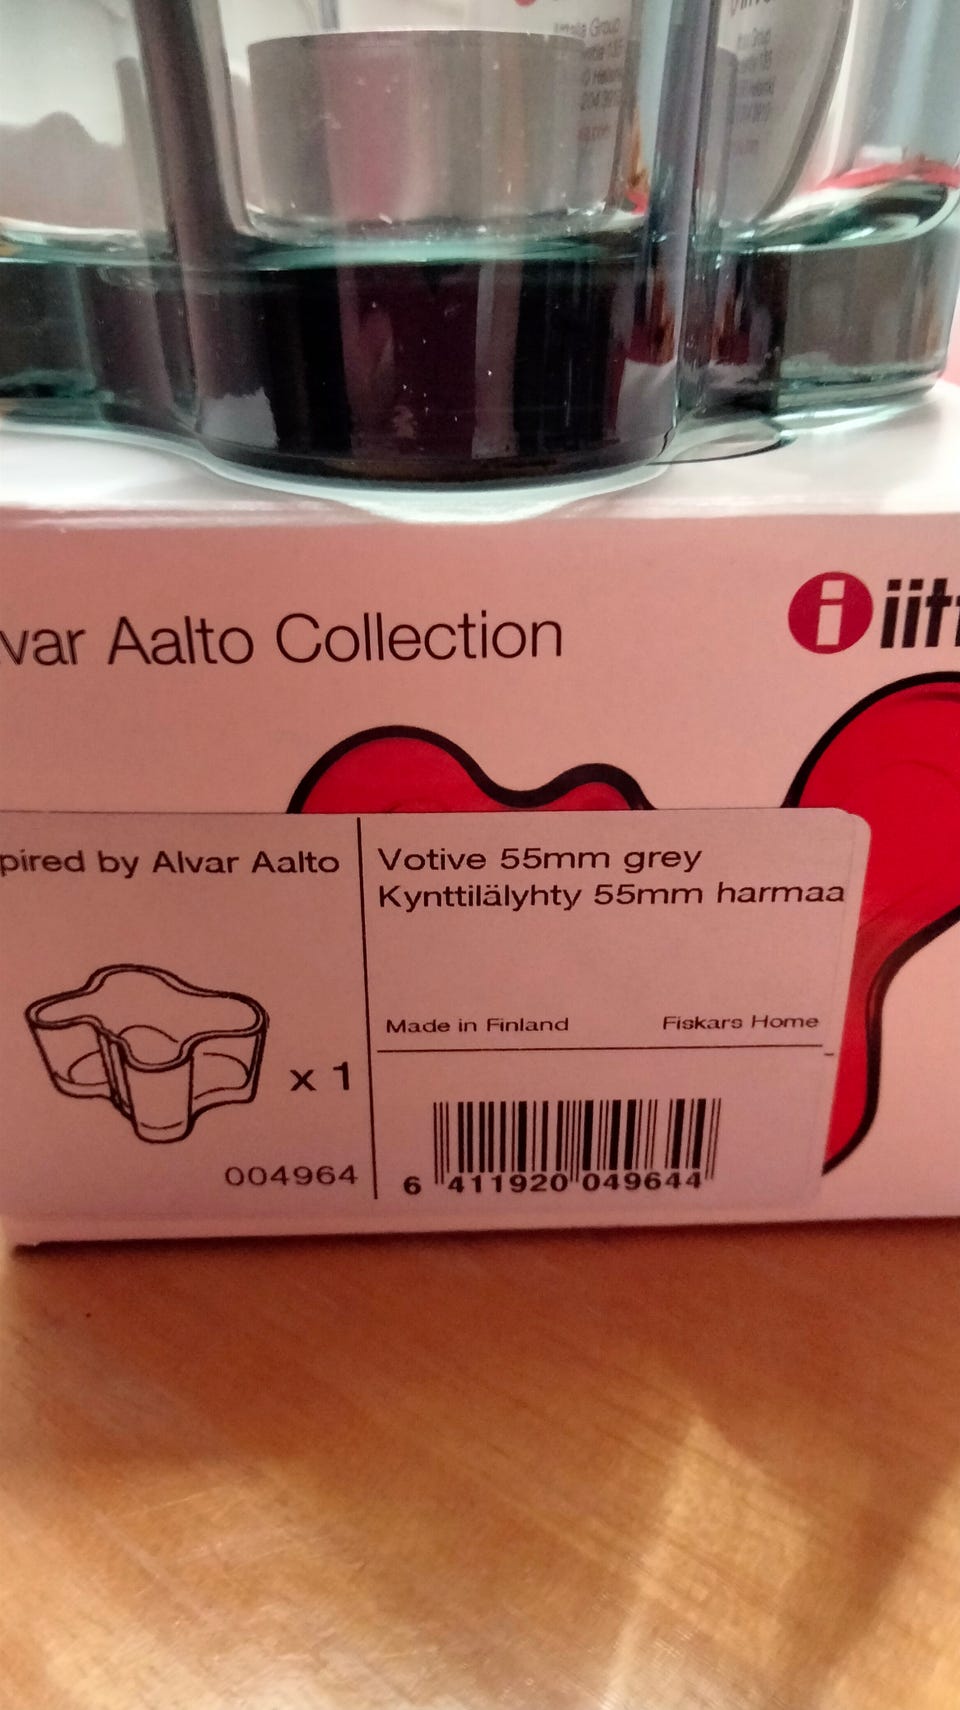 lvar Aalto Collection
iitt
pired by Alvar Aalto
Votive 55mm grey
Kynttilälyhty 55mm harmaa
Made in Finland
Fiskars Home
x 1
004964
6 411920 049644